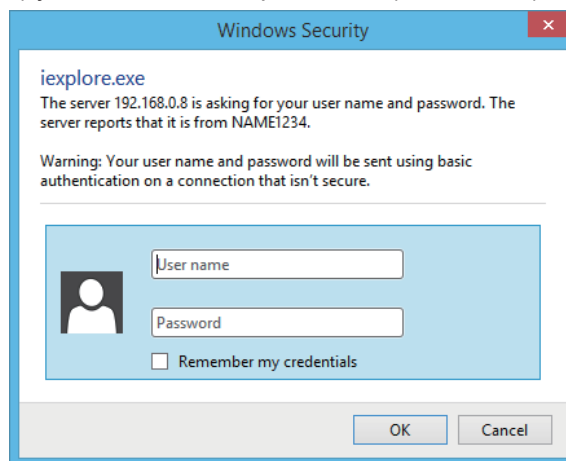 Windows Security
iexplore.exe
The server 192.168.0.8 is asking for your user name and password. The
server reports that it is from NAME1234.
Warning: Your user name and password will be sent using basic
authentication on a connection that isn't secure.
User name
Password
Remember my credentials
OK Cancel